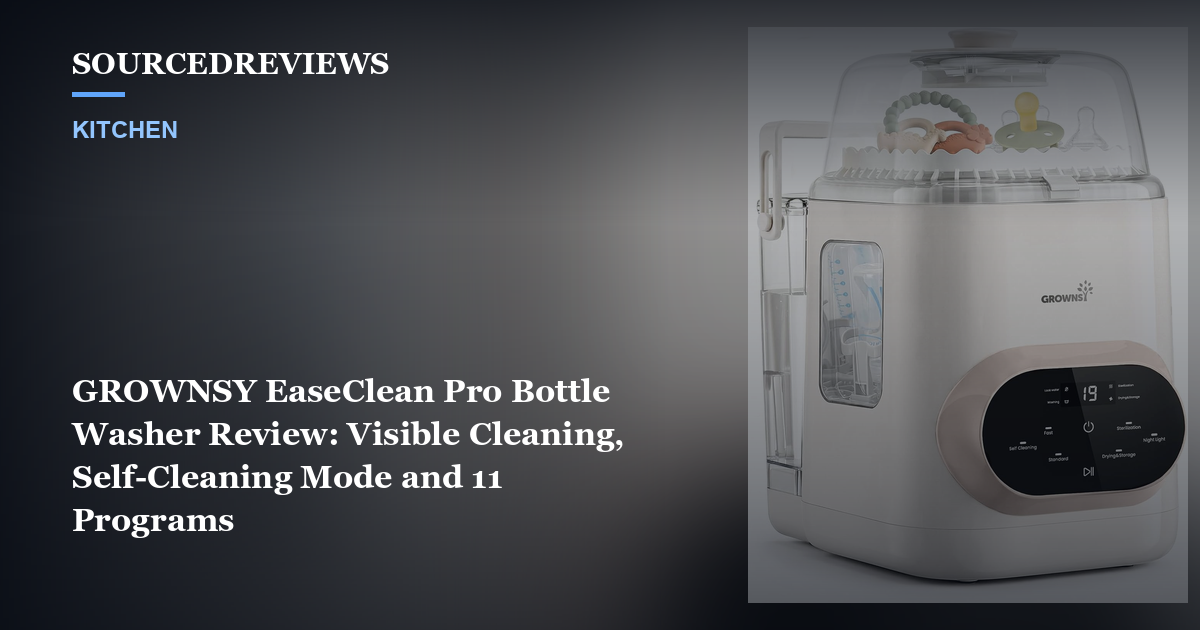 SOURCEDREVIEWS
KITCHEN
GROWNSY EaseClean Pro Bottle
Washer Review: Visible Cleaning,
Self-Cleaning Mode and 11
Programs
GROWNSY
19
Fast
Sterilization
Self Cleaning
Night Light
Standard
Drying&Storage